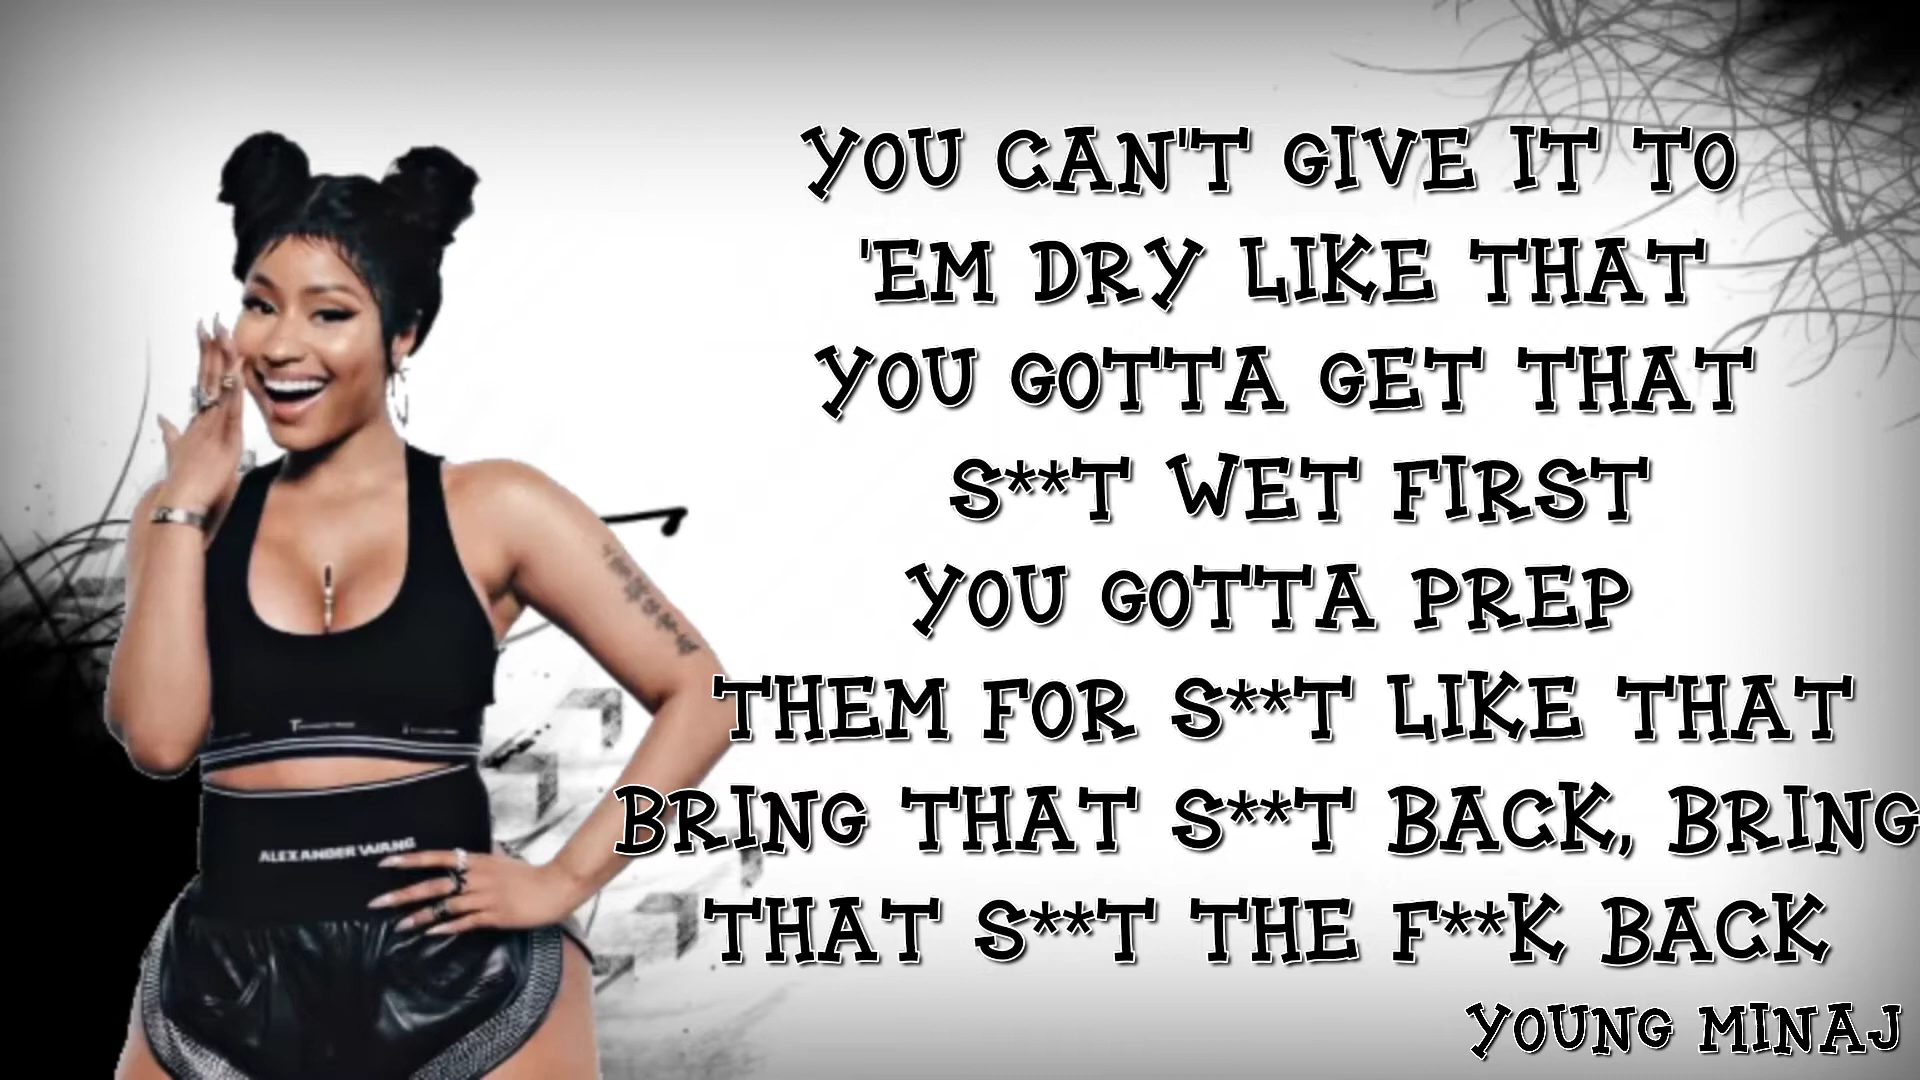 YOU CAN'T GIVE IT TO
'EM DRY LIKE THAT
YOU GOTTA GET THAT
S**T WET FIRST
YOU GOTTA PREP
THEM FOR S**T LIKE THAT
BRING THAT S**T BACK, BRING
THAT S**T THE F**K BACK
YOUNG MINAJ
ALEXANDER WANG